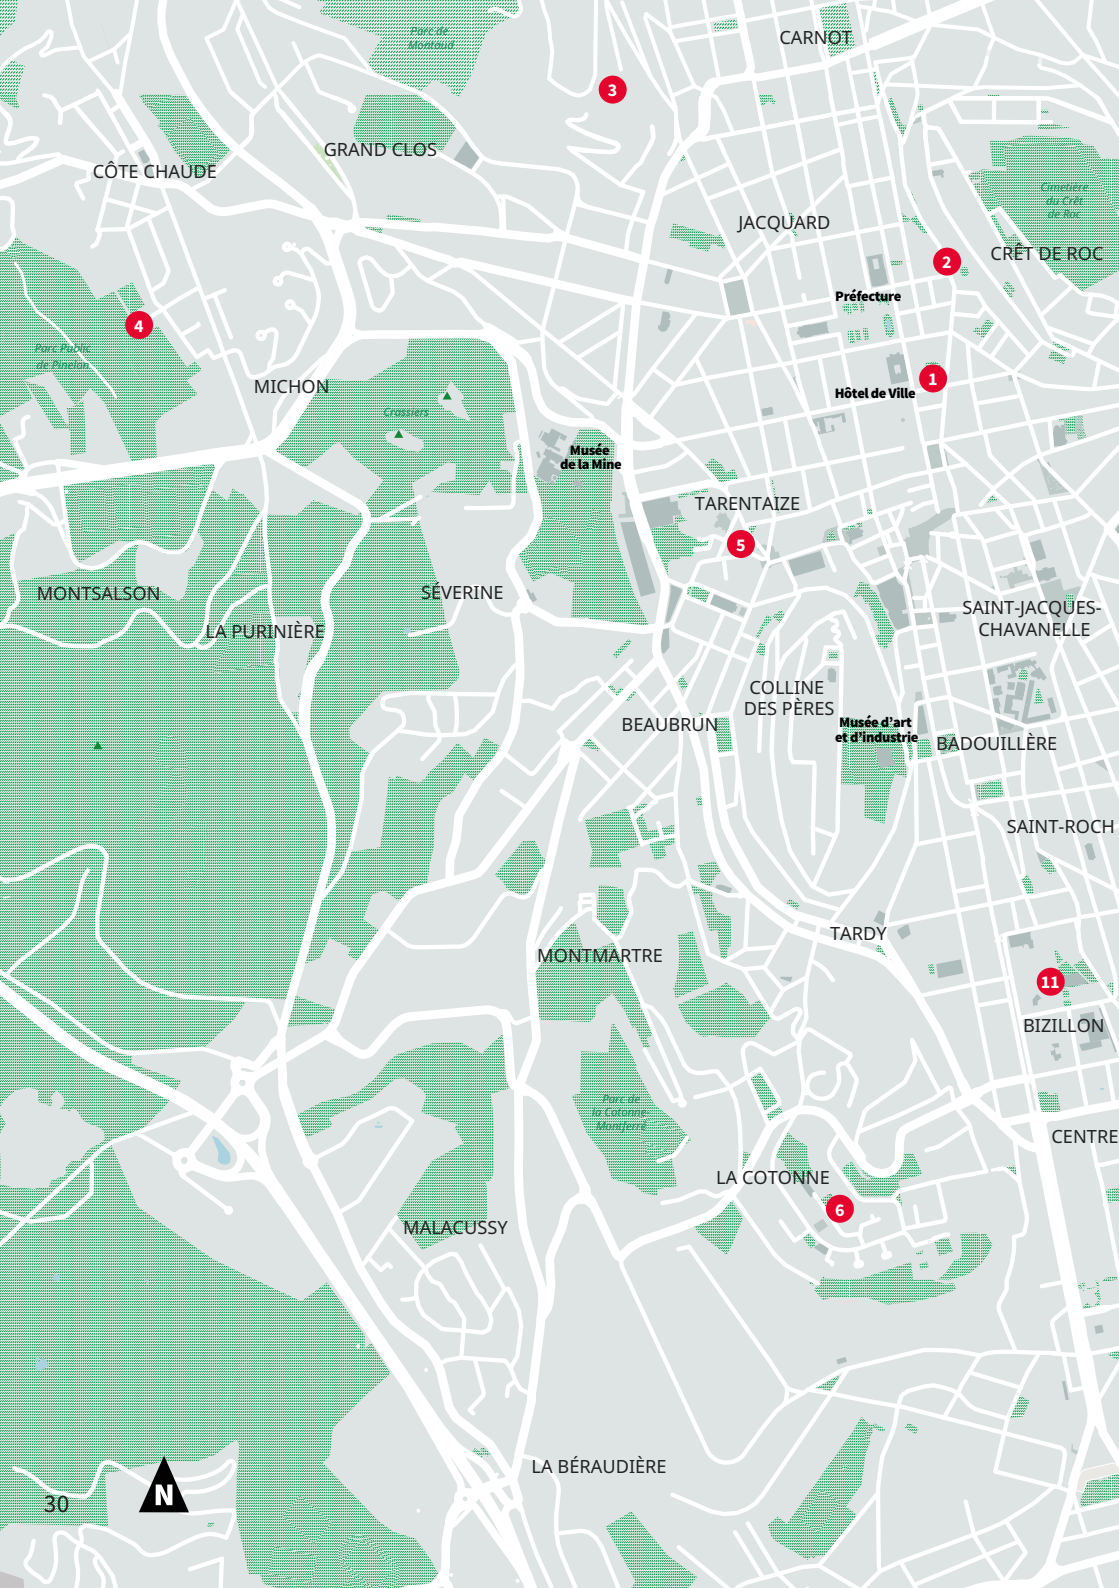 Parc de
Montaud
CARNOT
3
GRAND CLOS
CÔTE CHAUDE
Cimetière
du Crêt
de Roc
JACQUARD
CRÊT DE ROC
2
Préfecture
4
Parc Public
de Pinelon
MICHON
1
Hôtel de Ville
Crassiers
Musée
de la Mine
TARENTAIZE
5
MONTSALSON
SÉVERINE
SAINT-JACQUES-
CHAVANELLE
LA PURINIÈRE
COLLINE
DES PÈRES
BEAUBRUN
Musée d'art
et d'industrie
BADOUILLÈRE
SAINT-ROCH
TARDY
MONTMARTRE
11
BIZILLON
Parc de
la Cotonne-
Montferré
CENTRE
LA COTONNE
6
MALACUSSY
LA BÉRAUDIÈRE
N
30